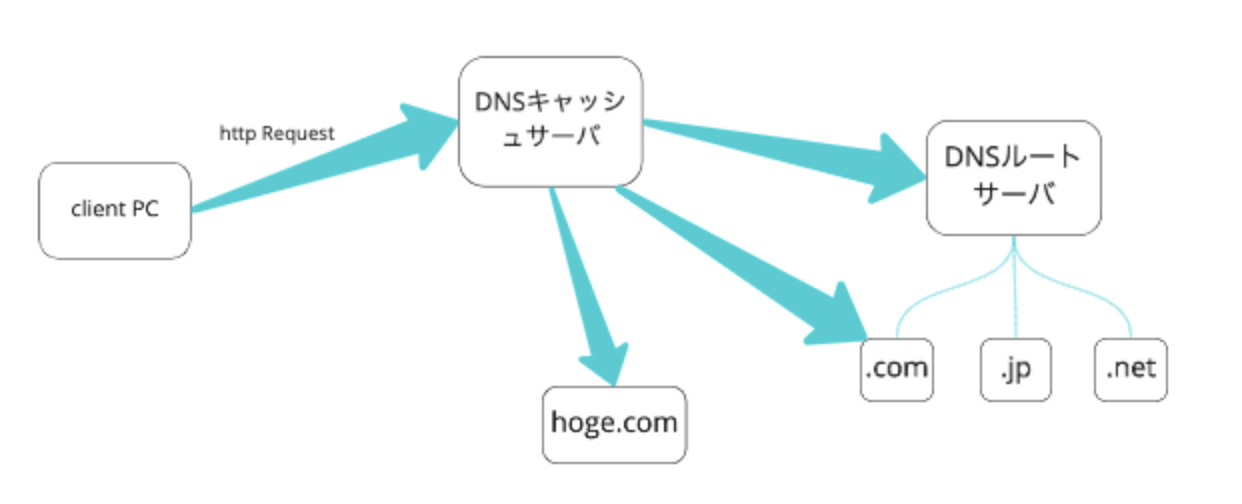 http Request
client PC
DNSキャッシ
ュサーバ
DNSルート
サーバ
.com
.jp
.net
hoge.com